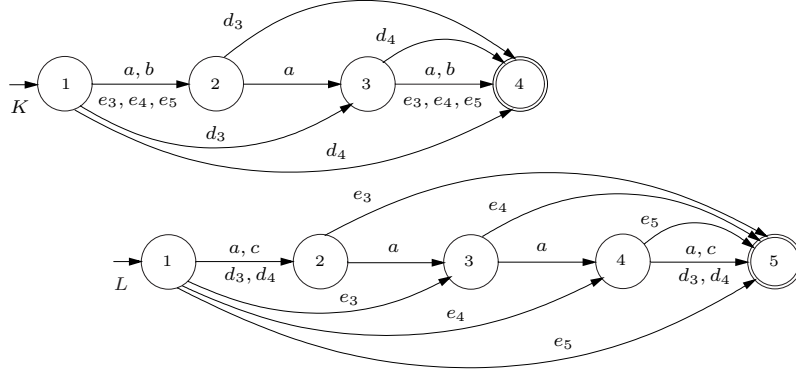 d₃
d₄
1
a, b
2
a
3
a, b
4
K
e₃, e₄, e₅
e₃, e₄, e₅
d₃
d₄
e₃
e₄
e₅
1
a, c
2
a
3
a
4
a, c
5
L
d₃, d₄
d₃, d₄
e₃
e₄
e₅